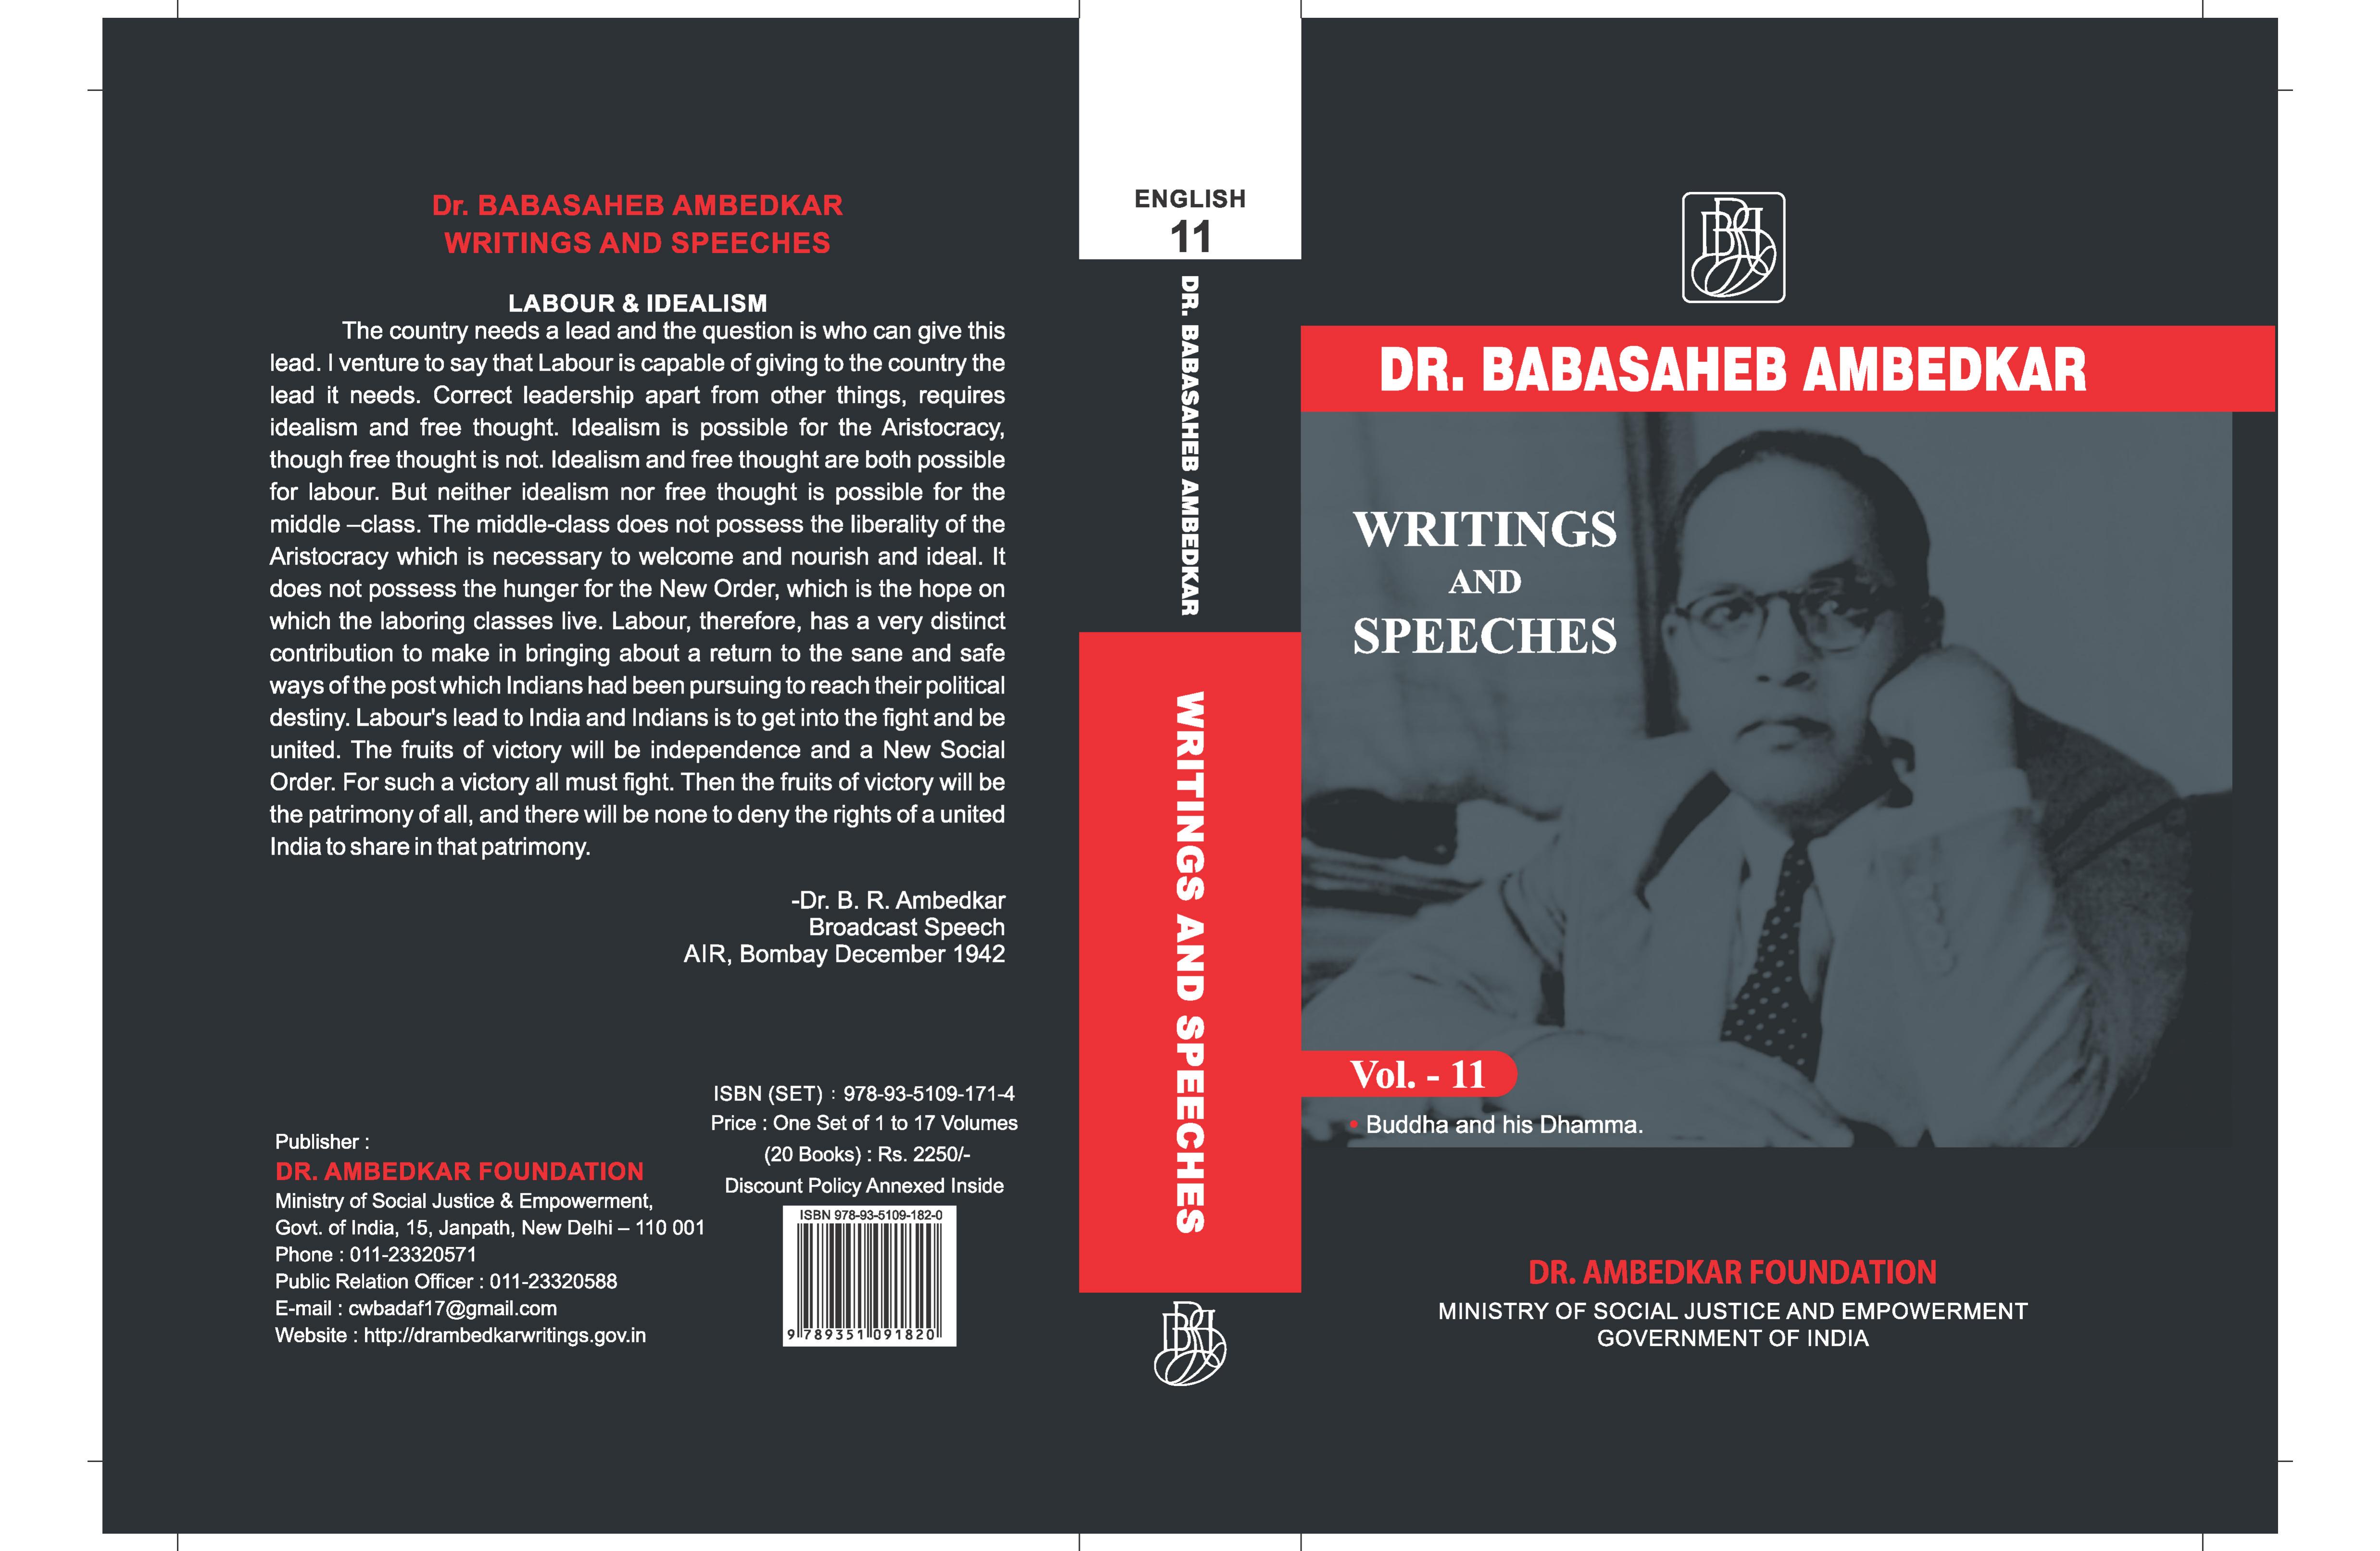 Dr. BABASAHEB AMBEDKAR
WRITINGS AND SPEECHES
LABOUR & IDEALISM
The country needs a lead and the question is who can give this
lead. I venture to say that Labour is capable of giving to the country the
lead it needs. Correct leadership apart from other things, requires
idealism and free thought. Idealism is possible for the Aristocracy,
though free thought is not. Idealism and free thought are both possible
for labour. But neither idealism nor free thought is possible for the
middle –class. The middle-class does not possess the liberality of the
Aristocracy which is necessary to welcome and nourish and ideal. It
does not possess the hunger for the New Order, which is the hope on
which the laboring classes live. Labour, therefore, has a very distinct
contribution to make in bringing about a return to the sane and safe
ways of the post which Indians had been pursuing to reach their political
destiny. Labour's lead to India and Indians is to get into the fight and be
united. The fruits of victory will be independence and a New Social
Order. For such a victory all must fight. Then the fruits of victory will be
the patrimony of all, and there will be none to deny the rights of a united
India to share in that patrimony.
-Dr. B. R. Ambedkar
Broadcast Speech
AIR, Bombay December 1942
ISBN (SET) : 978-93-5109-171-4
Price : One Set of 1 to 17 Volumes
(20 Books) : Rs. 2250/-
Discount Policy Annexed Inside
ISBN 978-93-5109-182-0
9 789351 091820
Publisher :
DR. AMBEDKAR FOUNDATION
Ministry of Social Justice & Empowerment,
Govt. of India, 15, Janpath, New Delhi – 110 001
Phone : 011-23320571
Public Relation Officer : 011-23320588
E-mail : cwbadaf17@gmail.com
Website : http://drambedkarwritings.gov.in
ENGLISH
11
DR. BABASAHEB AMBEDKAR
WRITINGS AND SPEECHES
DR. BABASAHEB AMBEDKAR
WRITINGS
AND
SPEECHES
Vol. - 11
• Buddha and his Dhamma.
DR. AMBEDKAR FOUNDATION
MINISTRY OF SOCIAL JUSTICE AND EMPOWERMENT
GOVERNMENT OF INDIA